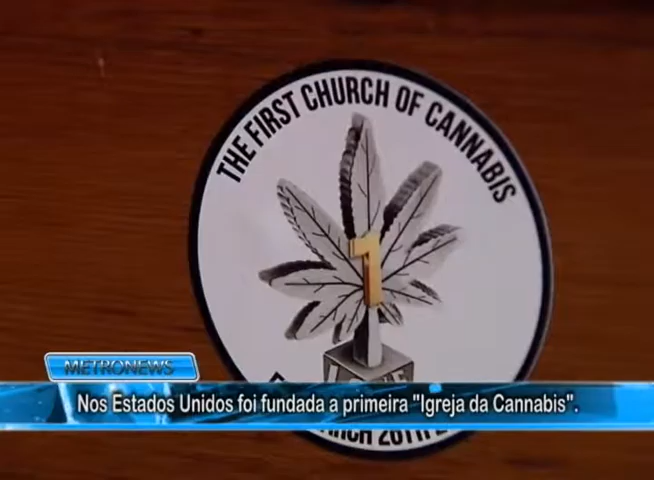 THE FIRST CHURCH OF CANNABIS
1
METRONEWS
Nos Estados Unidos foi fundada a primeira "Igreja da Cannabis".